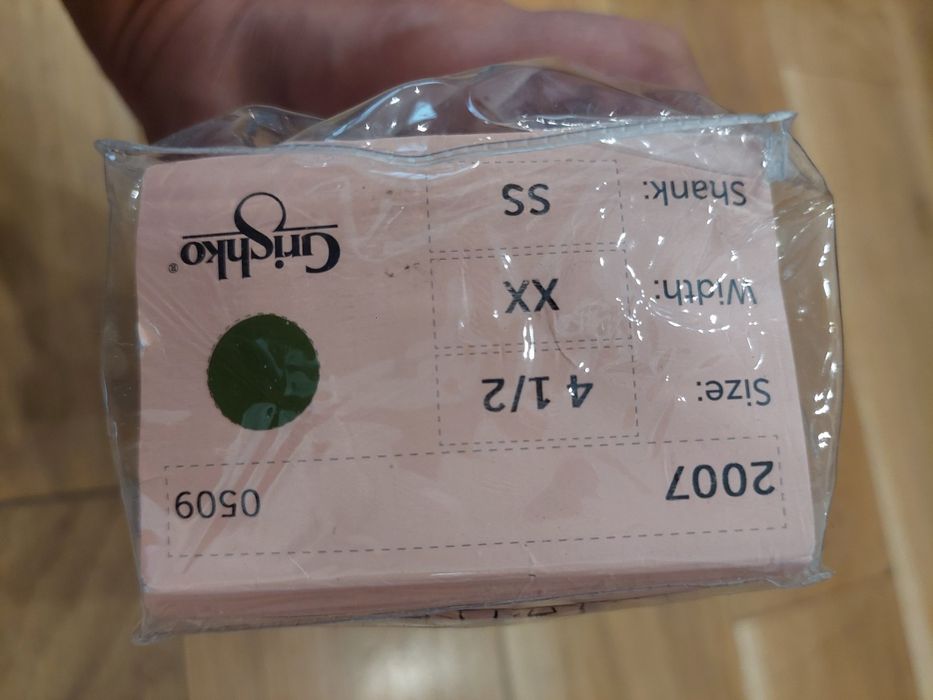 2007 0509
Size: 4 1/2
Width: XX
Shank: SS
Grishko®